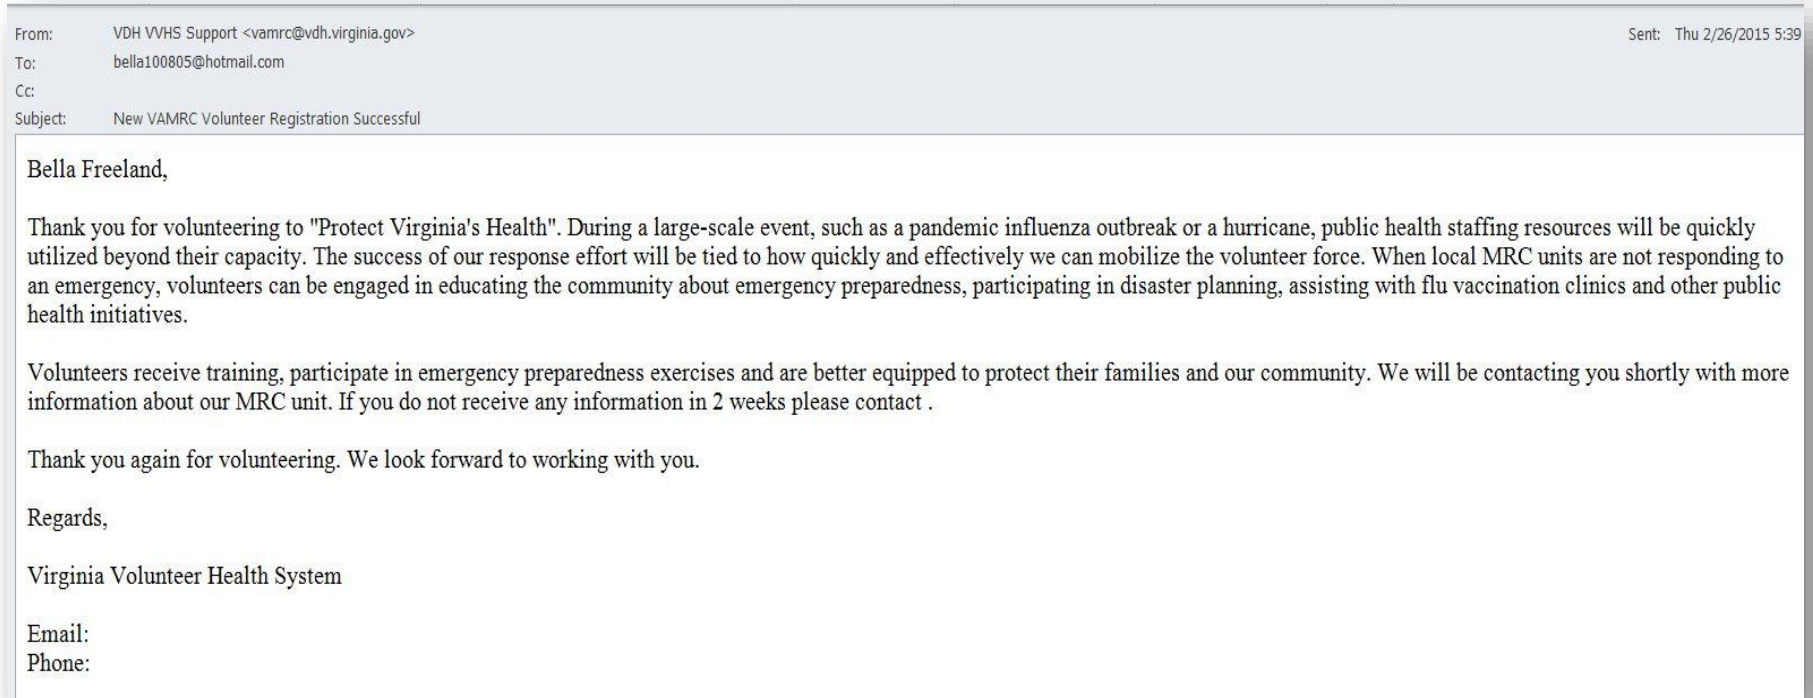 From: VDH VVHS Support <vamrc@vdh.virginia.gov> Sent: Thu 2/26/2015 5:39
To: bella100805@hotmail.com
Cc:
Subject: New VAMRC Volunteer Registration Successful
Bella Freeland,
Thank you for volunteering to "Protect Virginia's Health". During a large-scale event, such as a pandemic influenza outbreak or a hurricane, public health staffing resources will be quickly
utilized beyond their capacity. The success of our response effort will be tied to how quickly and effectively we can mobilize the volunteer force. When local MRC units are not responding to
an emergency, volunteers can be engaged in educating the community about emergency preparedness, participating in disaster planning, assisting with flu vaccination clinics and other public
health initiatives.
Volunteers receive training, participate in emergency preparedness exercises and are better equipped to protect their families and our community. We will be contacting you shortly with more
information about our MRC unit. If you do not receive any information in 2 weeks please contact .
Thank you again for volunteering. We look forward to working with you.
Regards,
Virginia Volunteer Health System
Email:
Phone: